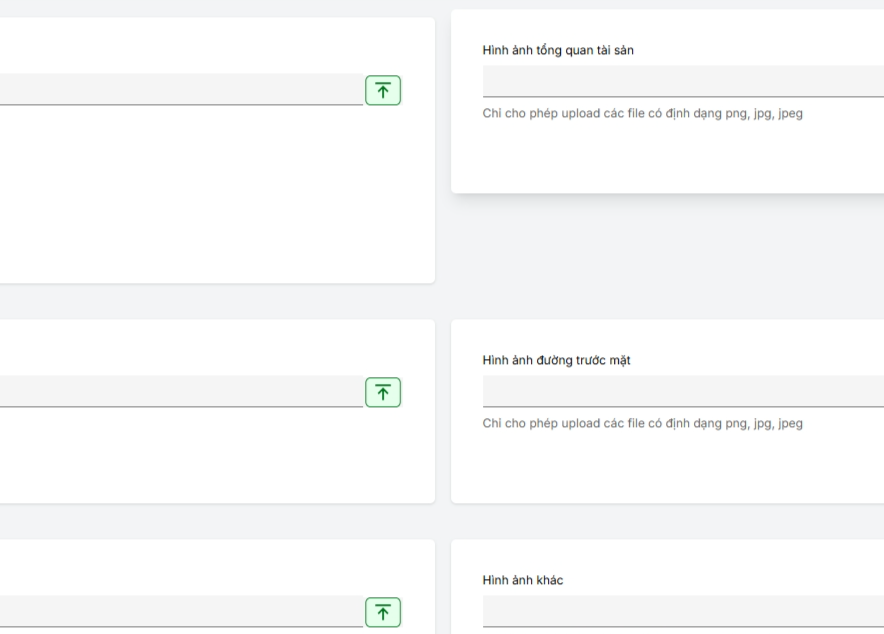 Hình ảnh tổng quan tài sản
Chỉ cho phép upload các file có định dạng png, jpg, jpeg
Hình ảnh đường trước mặt
Chỉ cho phép upload các file có định dạng png, jpg, jpeg
Hình ảnh khác